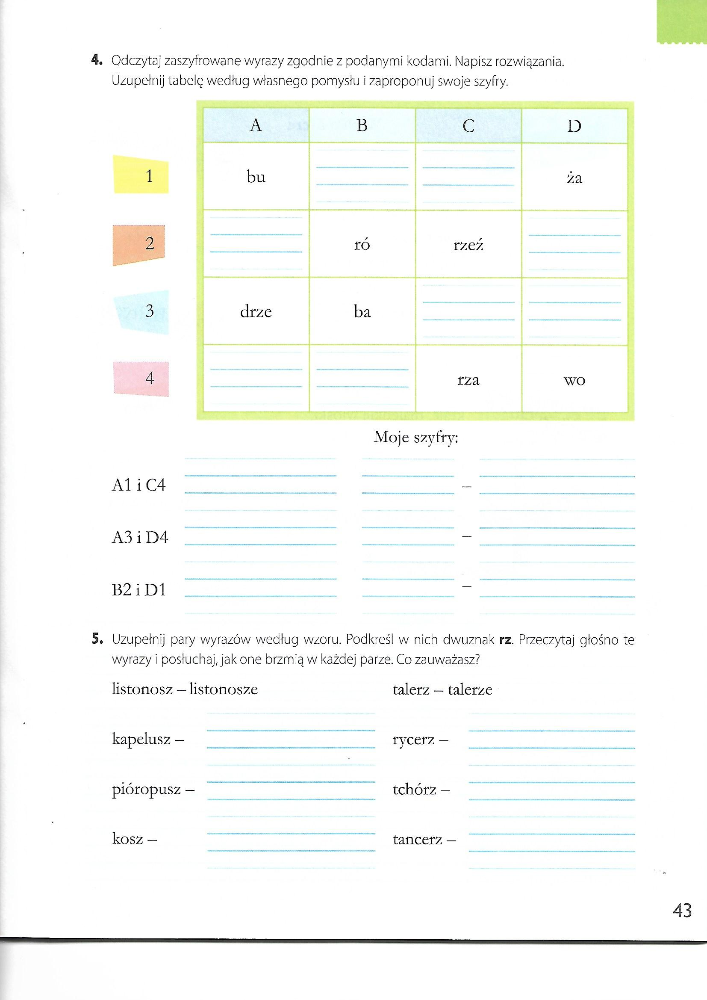 4. Odczytaj zaszyfrowane wyrazy zgodnie z podanymi kodami. Napisz rozwiązania.
Uzupełnij tabelę według własnego pomysłu i zaproponuj swoje szyfry.
A B C D
1 bu ża
2 ró rzeź
3 drze ba
4 rza wo
Moje szyfry:
A1 i C4 –
A3 i D4 –
B2 i D1 –
5. Uzupełnij pary wyrazów według wzoru. Podkreśl w nich dwuznak rz. Przeczytaj głośno te
wyrazy i posłuchaj, jak one brzmią w każdej parze. Co zauważasz?
listonosz – listonosze talerz – talerze
kapelusz – rycerz –
pióropusz – tchórz –
kosz – tancerz –
43